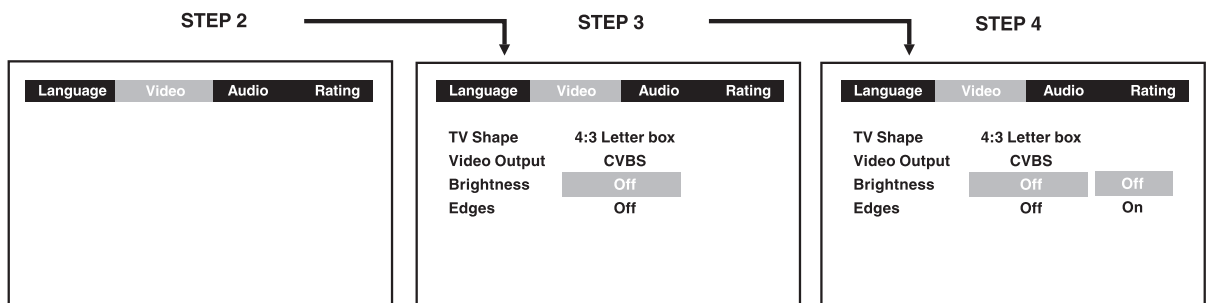 STEP 2
STEP 3
STEP 4
Language Video Audio Rating
Language Video Audio Rating
TV Shape 4:3 Letter box
Video Output CVBS
Brightness Off
Edges Off
Language Video Audio Rating
TV Shape 4:3 Letter box
Video Output CVBS
Brightness Off Off
Edges Off On